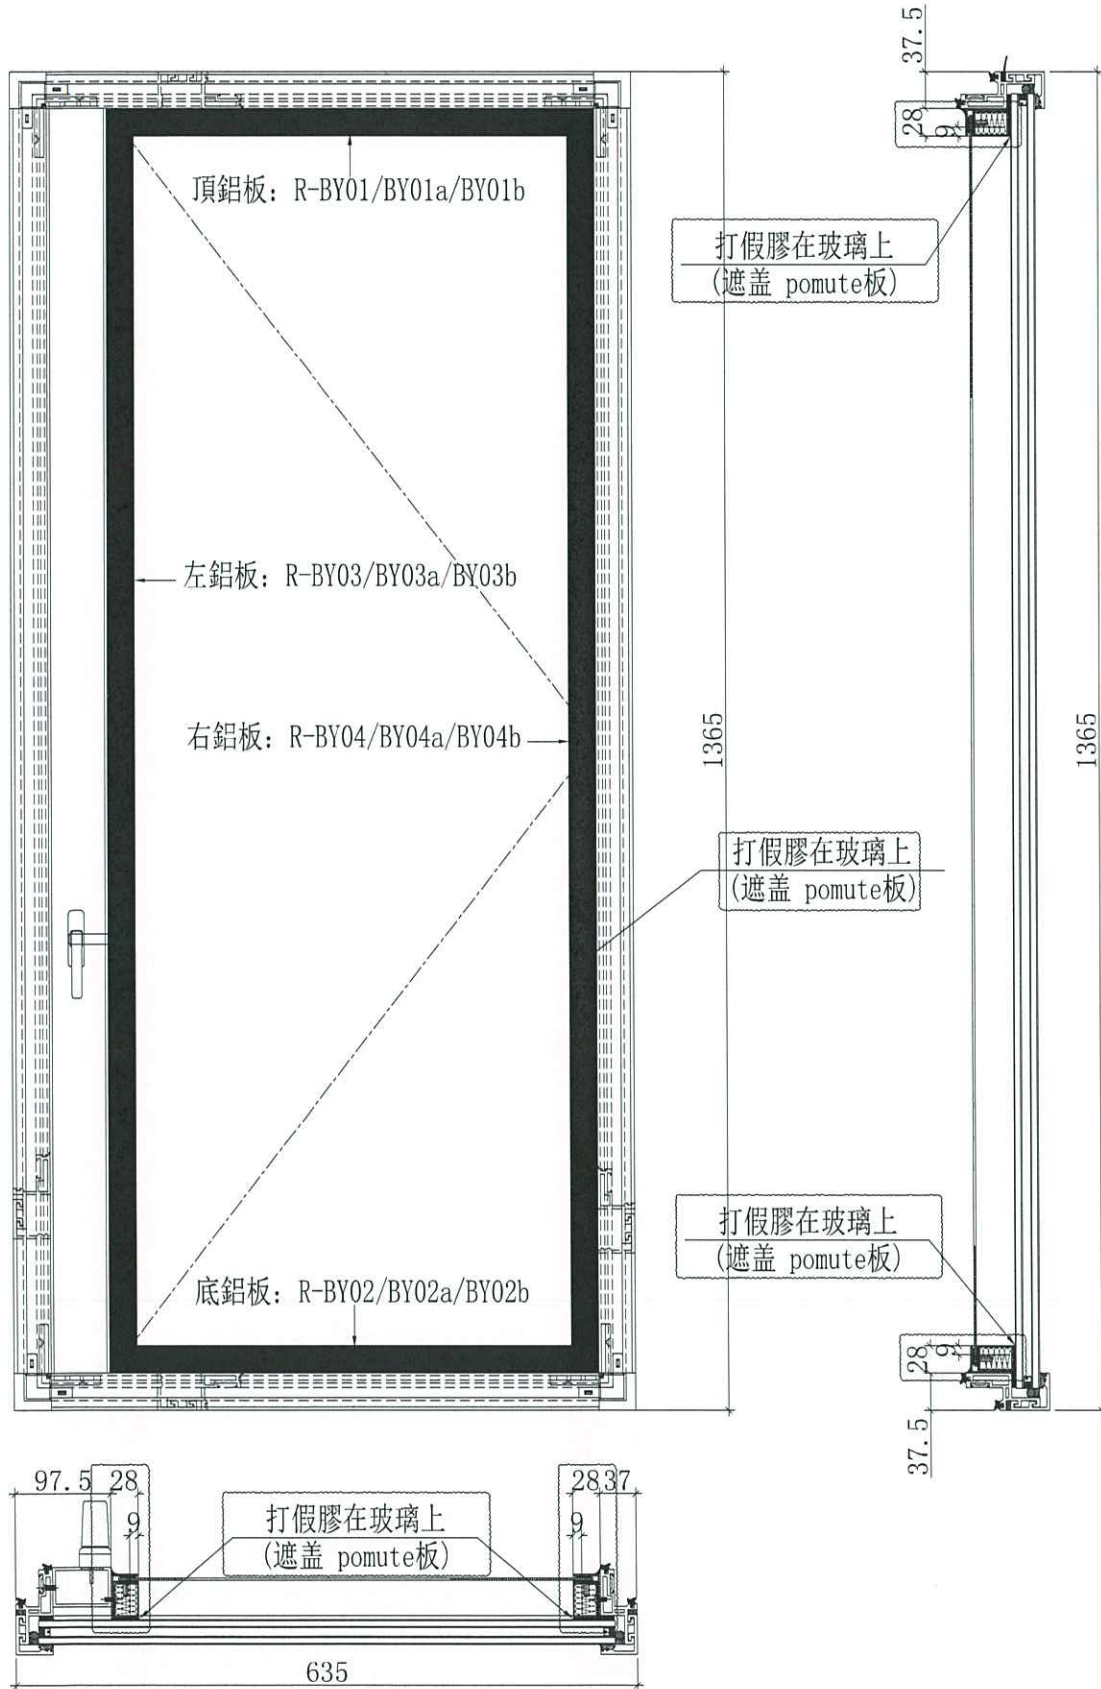 37.5
28
9
頂鋁板: R-BY01/BY01a/BY01b
打假膠在玻璃上
(遮盖 pomute板)
左鋁板: R-BY03/BY03a/BY03b
右鋁板: R-BY04/BY04a/BY04b
1365
1365
打假膠在玻璃上
(遮盖 pomute板)
打假膠在玻璃上
(遮盖 pomute板)
底鋁板: R-BY02/BY02a/BY02b
28
9
37.5
97.5
28
28
37
9
9
打假膠在玻璃上
(遮盖 pomute板)
635